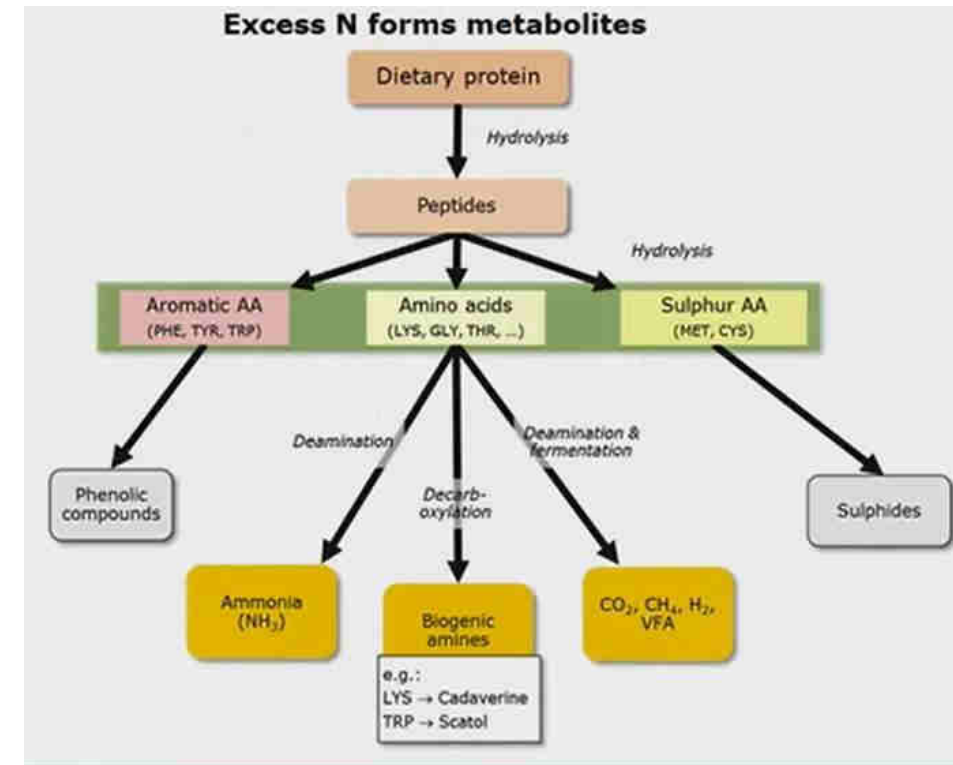 Excess N forms metabolites
Dietary protein
Hydrolysis
Peptides
Hydrolysis
Aromatic AA
(PHE, TYR, TRP)
Amino acids
(LYS, GLY, THR, ...)
Sulphur AA
(MET, CYS)
Deamination
Decarb-
oxylation
Deamination &
fermentation
Phenolic
compounds
Sulphides
Ammonia
(NH₃)
Biogenic
amines
CO₂, CH₄, H₂,
VFA
e.g.:
LYS → Cadaverine
TRP → Scatol